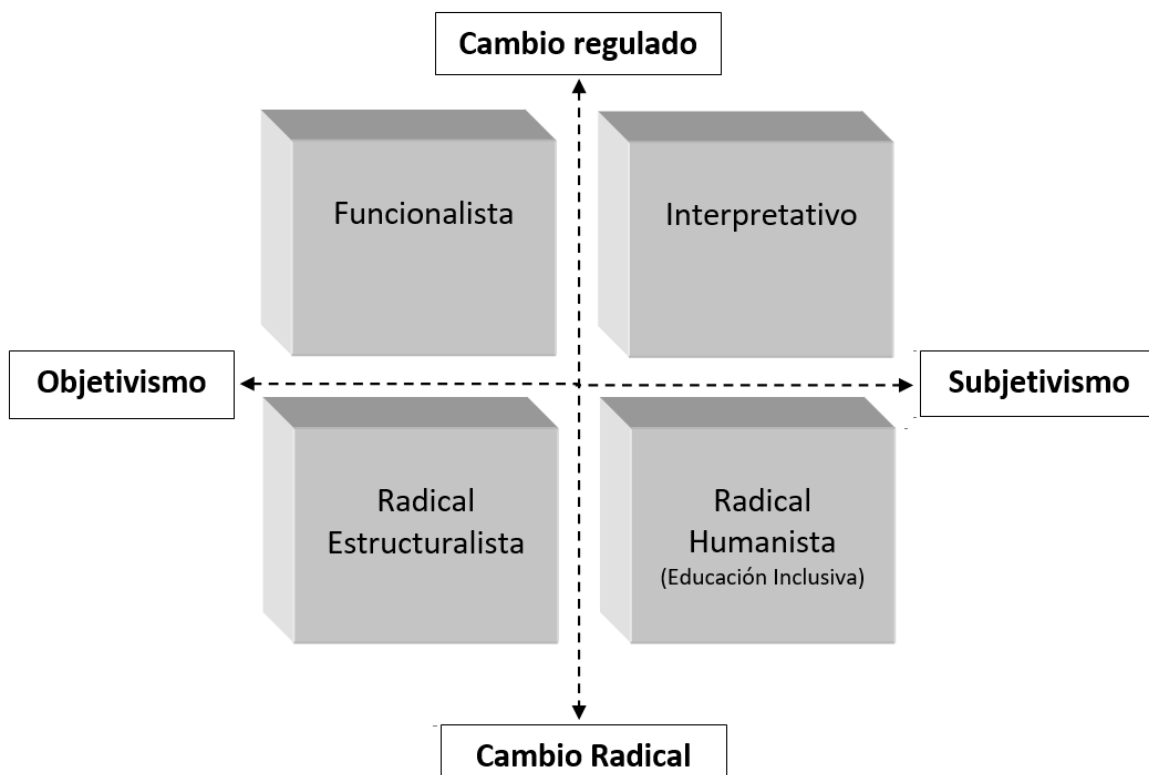 Cambio regulado
Funcionalista
Interpretativo
Objetivismo
Subjetivismo
Radical
Estructuralista
Radical
Humanista
(Educación Inclusiva)
Cambio Radical